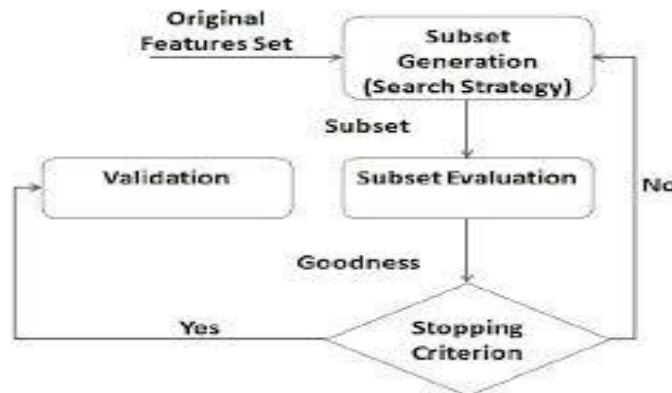 Original
Features Set
Subset
Generation
(Search Strategy)
Subset
Validation
Subset Evaluation
No
Goodness
Yes
Stopping
Criterion